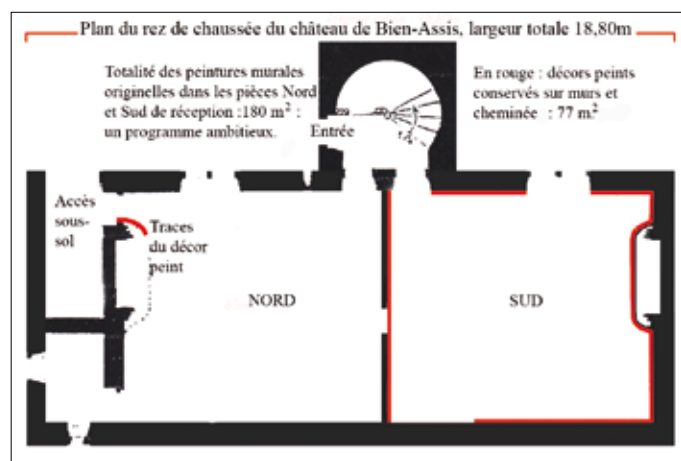 Plan du rez de chaussée du château de Bien-Assis, largeur totale 18,80m
Totalité des peintures murales
originelles dans les pièces Nord
et Sud de réception :180 m² :
un programme ambitieux.
Entrée
En rouge : décors peints
conservés sur murs et
cheminée : 77 m²
Accès
sous-
sol
Traces
du décor
peint
NORD
SUD